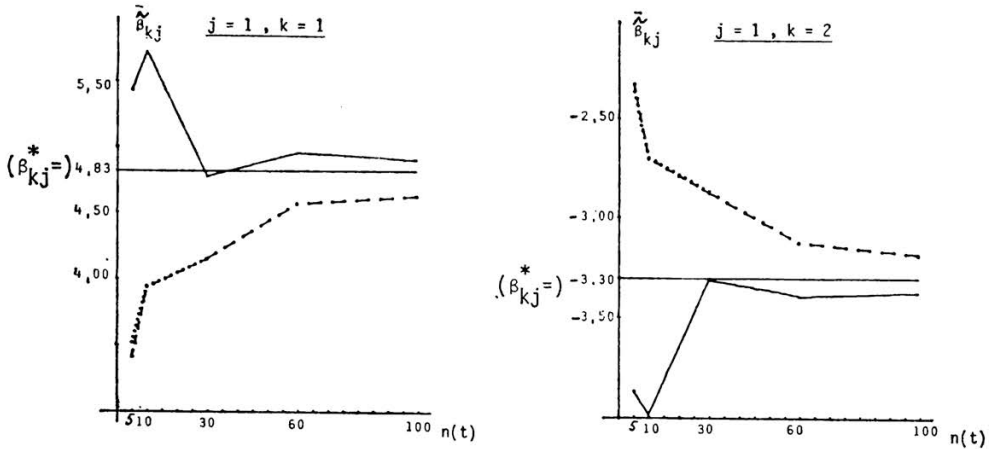 β̃̄kj
j = 1 , k = 1
5,50
(β*kj=) 4,83
4,50
4,00
5 10 30 60 100 n(t)
β̃̄kj
j = 1 , k = 2
-2,50
-3,00
(β*kj=) -3.30
-3,50
5 10 30 60 100 n(t)